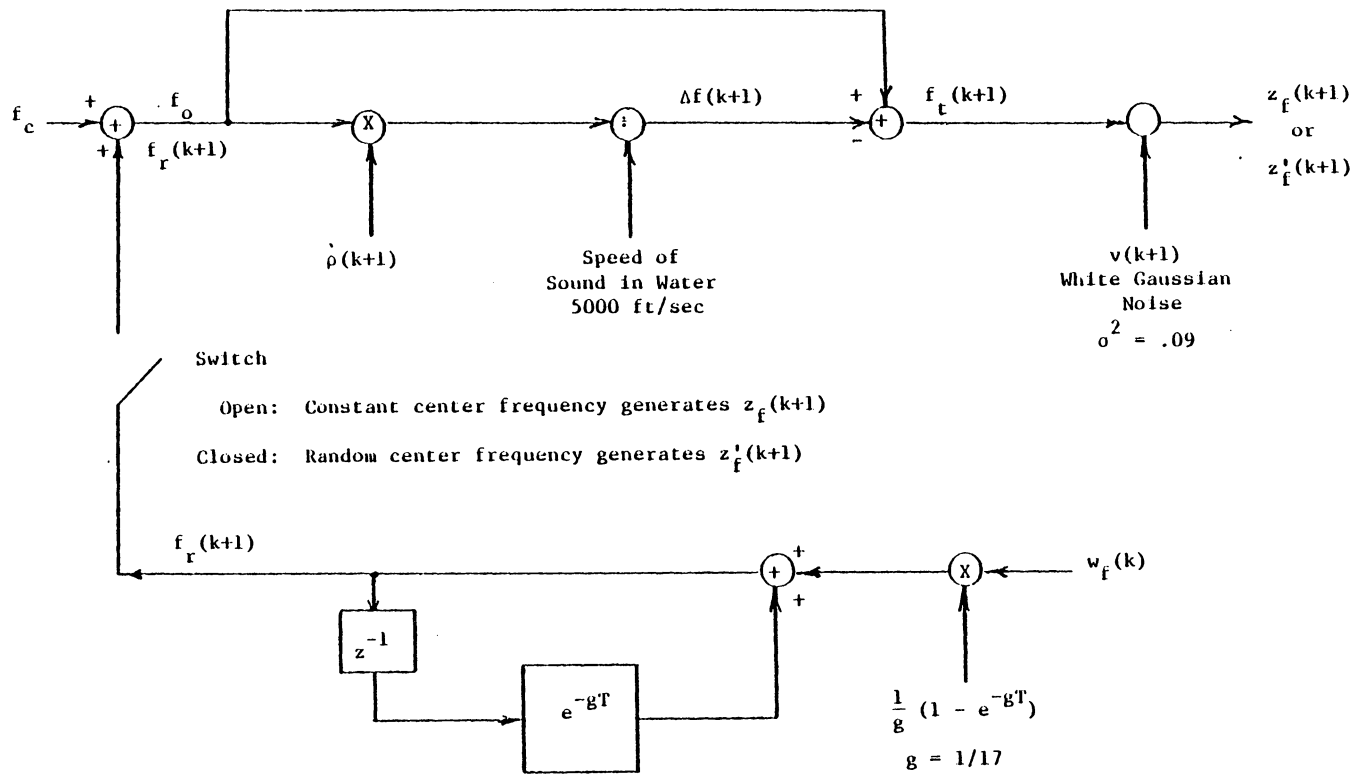 f_c
+
+
+
f_o
f_r(k+1)
X
ρ̇(k+1)
:
Speed of
Sound in Water
5000 ft/sec
Δf(k+1)
+
+
-
f_t(k+1)
ν(k+1)
White Gaussian
Noise
σ² = .09
z_f(k+1)
or
z'_f(k+1)
Switch
Open: Constant center frequency generates z_f(k+1)
Closed: Random center frequency generates z'_f(k+1)
f_r(k+1)
z⁻¹
e^-gT
+
+
+
X
w_f(k)
1/g (1 - e^-gT)
g = 1/17